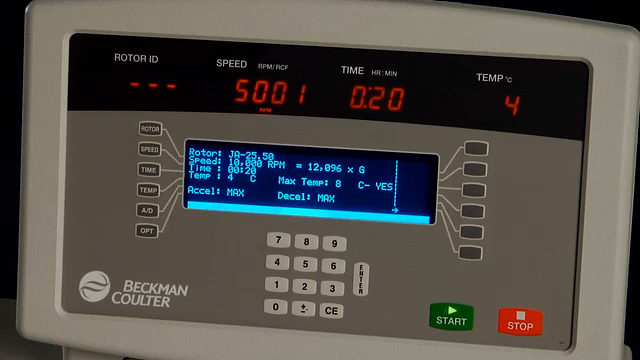 ROTOR ID
SPEED RPM/RCF
TIME HR:MIN
TEMP °C
- - -
5001
RPM
0:20
4
ROTOR
SPEED
TIME
TEMP
A/D
OPT
Rotor: JA-25.50
Speed: 10,000 RPM = 12,096 x G
Time : 00:20
Temp : 4 C Max Temp: 8 C- YES
Accel: MAX Decel: MAX
7 8 9
4 5 6
1 2 3
0 +- CE
ENTER
BECKMAN
COULTER
START
STOP